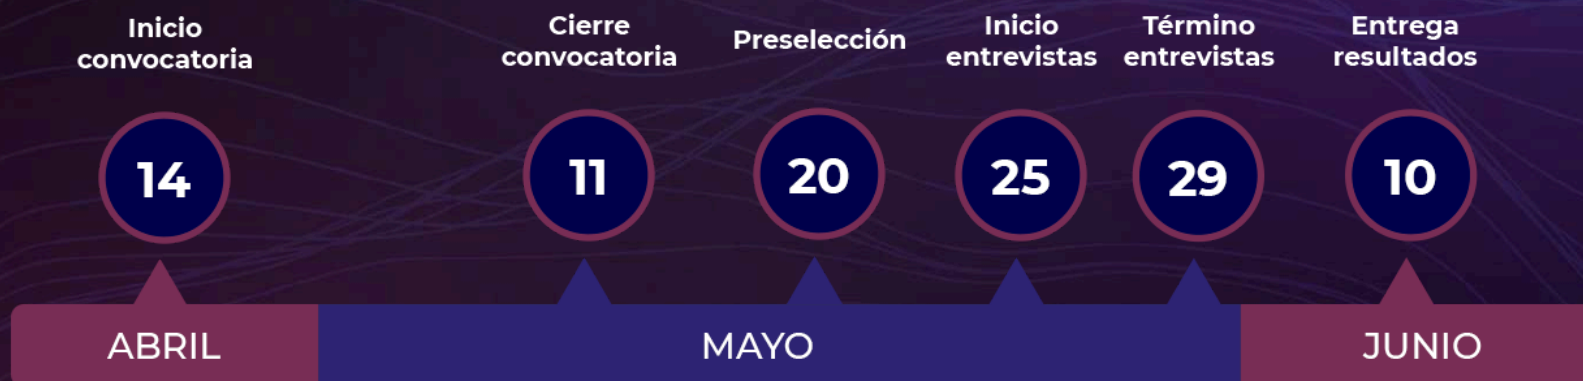 Inicio
convocatoria
Cierre
convocatoria
Preselección
Inicio
entrevistas
Término
entrevistas
Entrega
resultados
14
11
20
25
29
10
ABRIL
MAYO
JUNIO